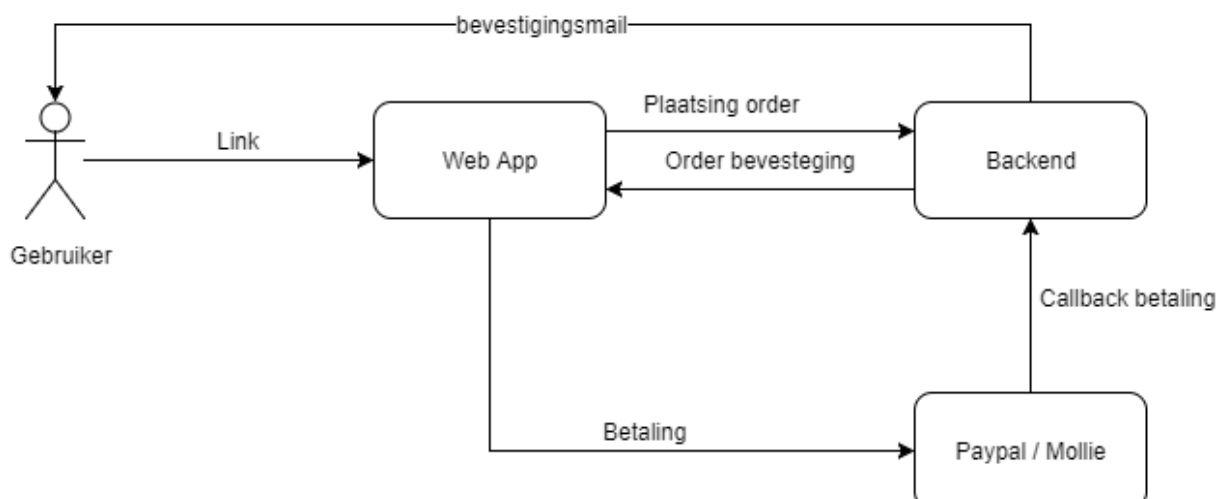 bevestigingsmail
Plaatsing order
Link
Web App
Order bevesteging
Backend
Gebruiker
Callback betaling
Betaling
Paypal / Mollie